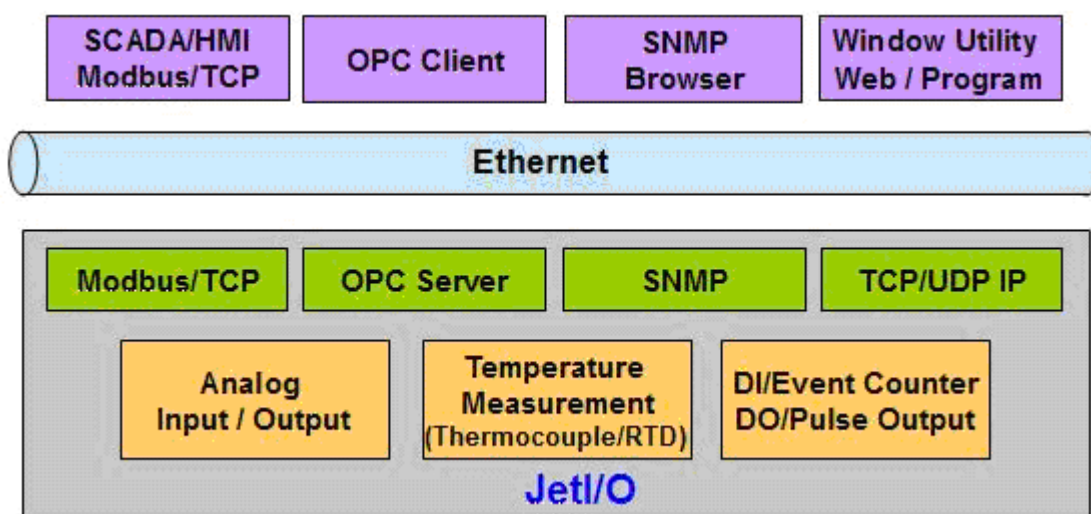 SCADA/HMI
Modbus/TCP
OPC Client
SNMP
Browser
Window Utility
Web / Program
Ethernet
Modbus/TCP
OPC Server
SNMP
TCP/UDP IP
Analog
Input / Output
Temperature
Measurement
(Thermocouple/RTD)
DI/Event Counter
DO/Pulse Output
JetI/O